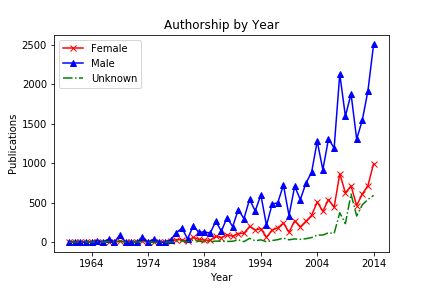 Authorship by Year
Female
Male
Unknown
2500
2000
1500
1000
500
0
Publications
1964
1974
1984
1994
2004
2014
Year